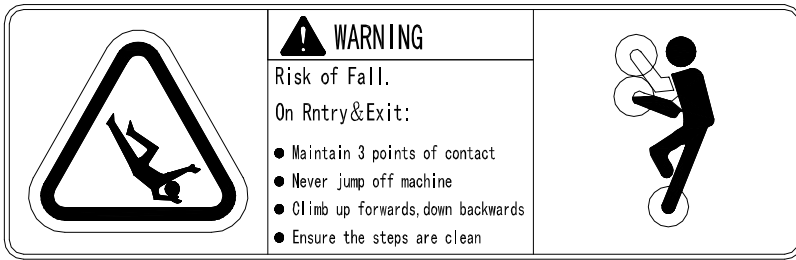 WARNING
Risk of Fall.
On Rntry&Exit:
● Maintain 3 points of contact
● Never jump off machine
● Climb up forwards,down backwards
● Ensure the steps are clean